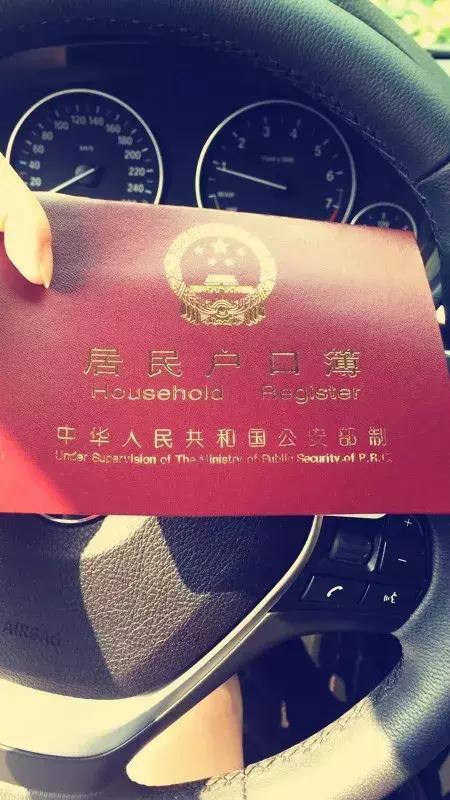 20 40 60 80 100 120 140 160 200 220 240
km/h
2 3 4 5 6 7
居民户口簿
Household Register
中华人民共和国公安部制
Under Supervision of The Ministry of Public Security of P.R.C.
+
-
AIRBAG